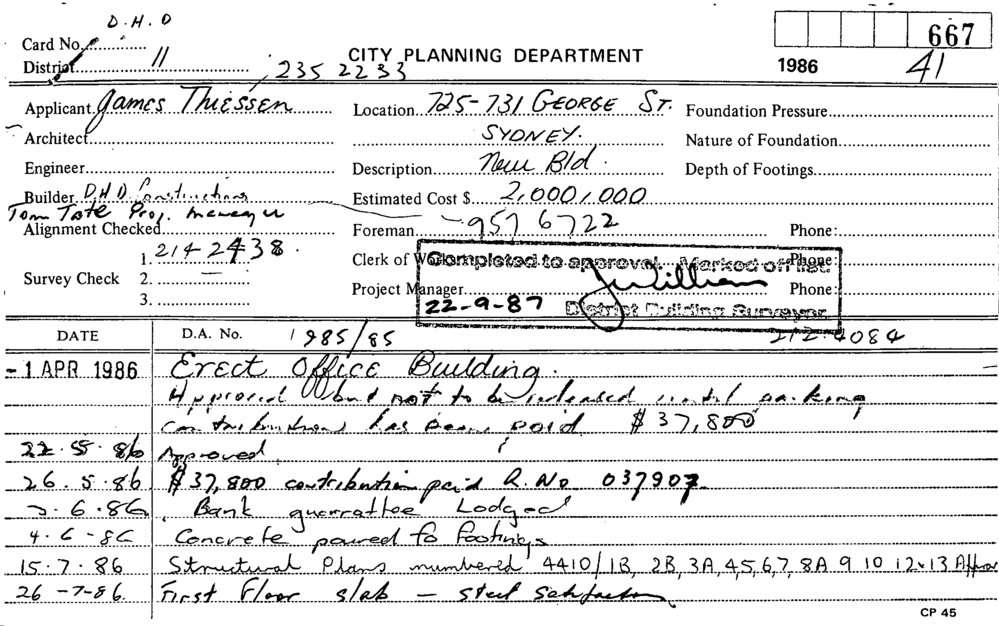 D.H.D
Card No.
667
District 11
CITY PLANNING DEPARTMENT
1986
41
235 2233
Applicant James Thiessen
Location 725-731 GEORGE ST.
Foundation Pressure
Architect
SYDNEY.
Nature of Foundation
Engineer
Description New Bld.
Depth of Footings
Builder D.H.D. Constructions
Estimated Cost $ 2,000,000
Tom Tate Proj. Manager
Alignment Checked
Foreman 957 6722
Phone:
1. 214 2438.
Clerk of W
Phone:
Completed to approval. Marked off list.
Survey Check 2.
Project Manager
Phone:
3.
22-9-87 District Building Surveyor
DATE
D.A. No. 1985/85
212.4084
-1 APR 1986 Erect Office Building.
Approved but not to be released until parking
contribution has been paid $37,800
22.5.86 Approved
26.5.86 $37,800 contribution paid R.No 037907
3.6.86 Bank guarrattee Lodged
4-6-86 Concrete poured to footings
15.7.86 Structural Plans numbered 4410/1B, 2B, 3A, 4,5,6,7, 8A 9 10 12.13 Approv
26-7-86. First Floor slab - steel satisfactory
CP 45